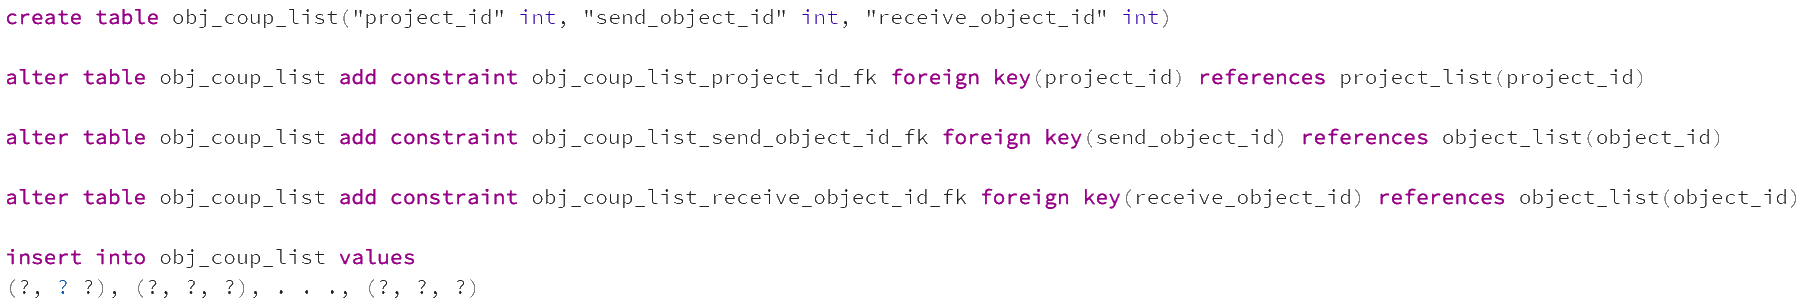 create table obj_coup_list("project_id" int, "send_object_id" int, "receive_object_id" int)
alter table obj_coup_list add constraint obj_coup_list_project_id_fk foreign key(project_id) references project_list(project_id)
alter table obj_coup_list add constraint obj_coup_list_send_object_id_fk foreign key(send_object_id) references object_list(object_id)
alter table obj_coup_list add constraint obj_coup_list_receive_object_id_fk foreign key(receive_object_id) references object_list(object_id)
insert into obj_coup_list values
(?, ? ?), (?, ?, ?), . . ., (?, ?, ?)